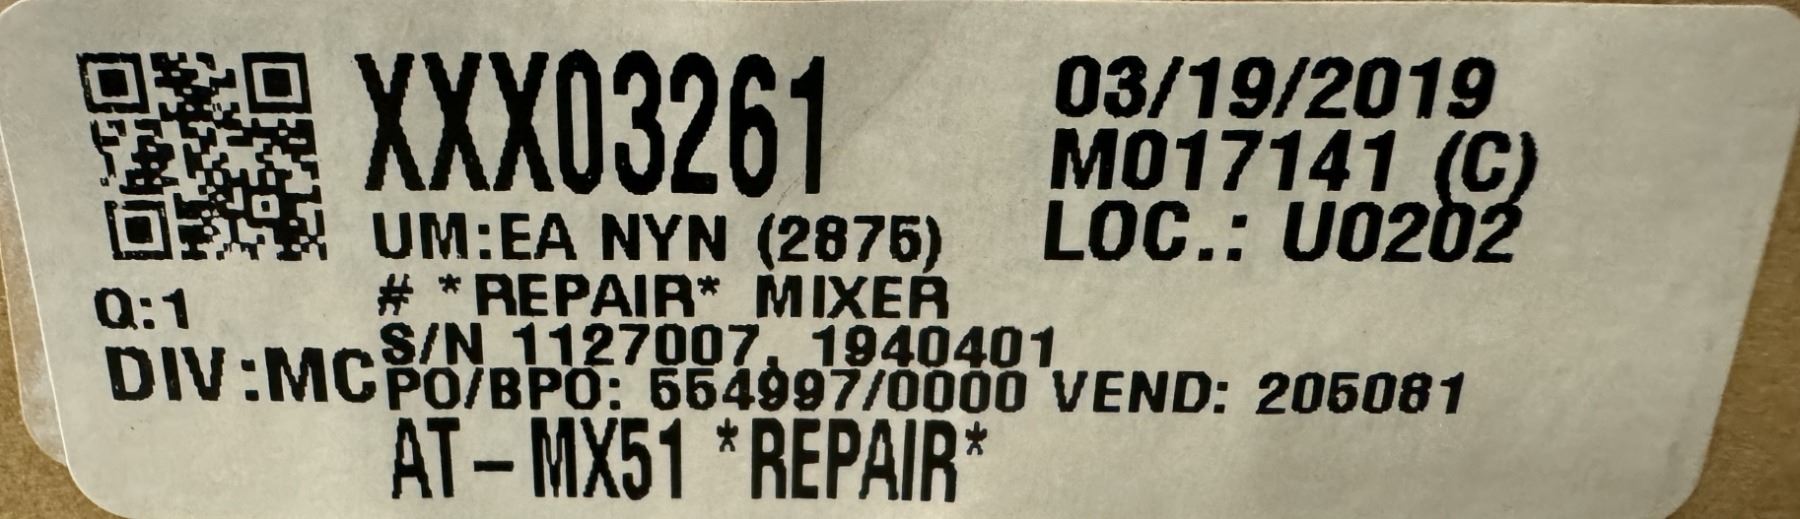 XXX03261
03/19/2019
M017141 (C)
LOC.: U0202
UM:EA NYN (2875)
# *REPAIR* MIXER
Q:1
S/N 1127007, 1940401
DIV:MC
PO/BPO: 554997/0000 VEND: 205081
AT-MX51 *REPAIR*